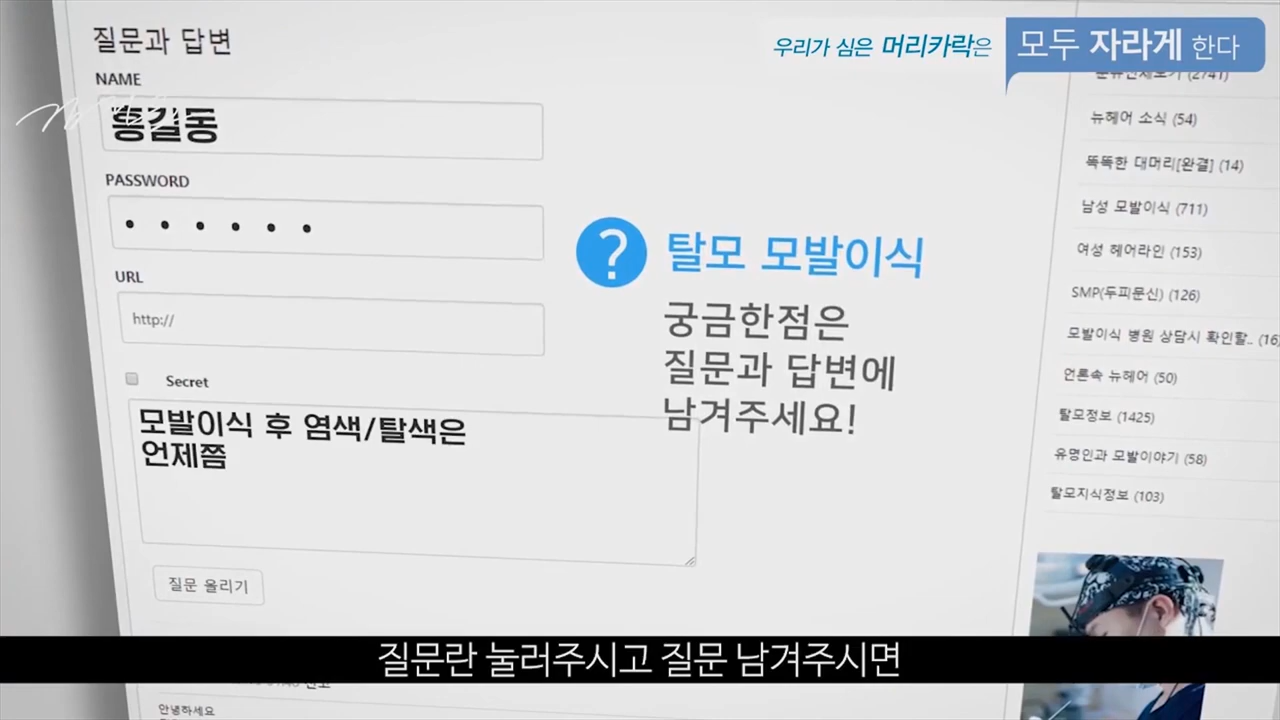 질문과 답변
우리가 심은 머리카락은 모두 자라게 한다
NAME
홍길동
PASSWORD
URL
http://
Secret
모발이식 후 염색/탈색은
언제쯤
질문 올리기
? 탈모 모발이식
궁금한점은
질문과 답변에
남겨주세요!
분류전체보기 (2741)
뉴헤어 소식 (54)
똑똑한 대머리[완결] (14)
남성 모발이식 (711)
여성 헤어라인 (153)
SMP(두피문신) (126)
모발이식 병원 상담시 확인할.. (16)
언론속 뉴헤어 (50)
탈모정보 (1425)
유명인과 모발이야기 (58)
탈모지식정보 (103)
질문란 눌러주시고 질문 남겨주시면
안녕하세요